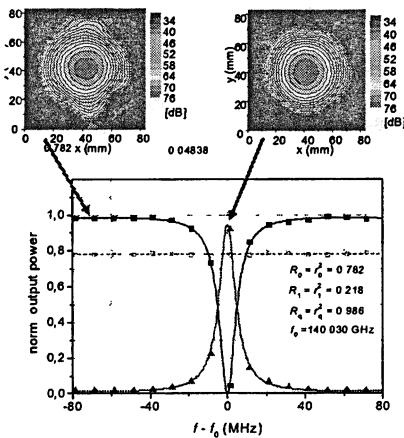 80
60
40
20
0
0 20 40 60 80
34
40
46
52
58
64
70
76
[dB]
0.782 x (mm)
0 04838
80
60
40
20
0
y (mm)
0 20 40 60 80
x (mm)
34
40
46
52
58
64
70
76
[dB]
norm output power
1,0
0,8
0,6
0,4
0,2
0,0
R₀ = r₀² = 0 782
R₁ = r₁² = 0 218
R_q = r_q² = 0 986
f₀ =140 030 GHz
-80 -40 0 40 80
f - f₀ (MHz)